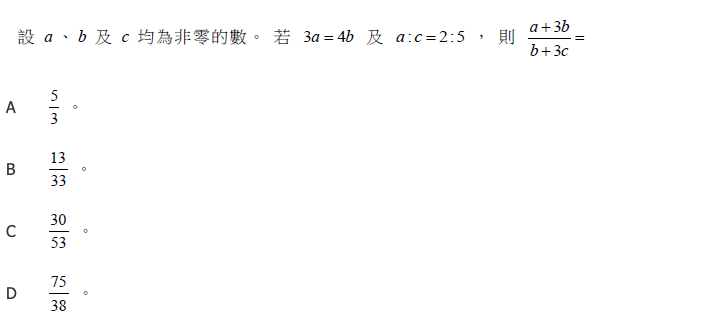 設 a、b 及 c 均為非零的數。若 3a=4b 及 a:c=2:5，則 \frac{a+3b}{b+3c}=
A \frac{5}{3}。
B \frac{13}{33}。
C \frac{30}{53}。
D \frac{75}{38}。